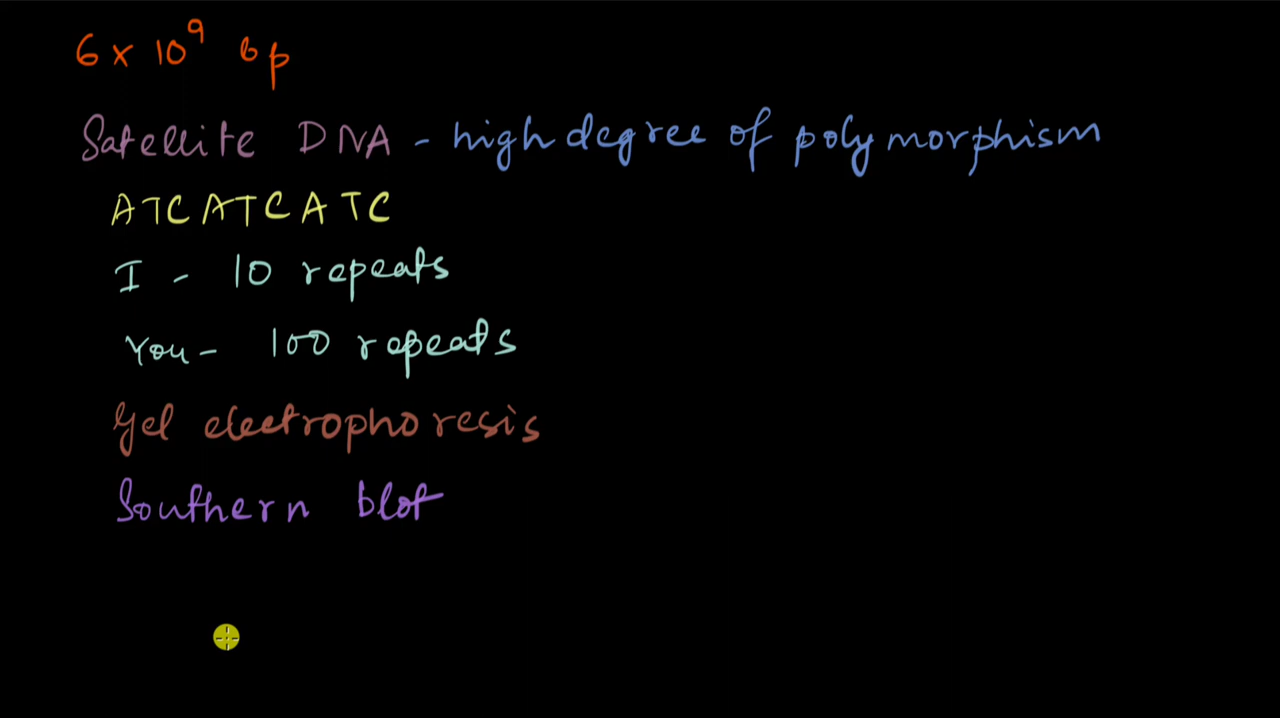 6 x 10⁹ bp
Satellite DNA - high degree of polymorphism
ATCATCATC
I - 10 repeats
You - 100 repeats
Gel electrophoresis
Southern blot